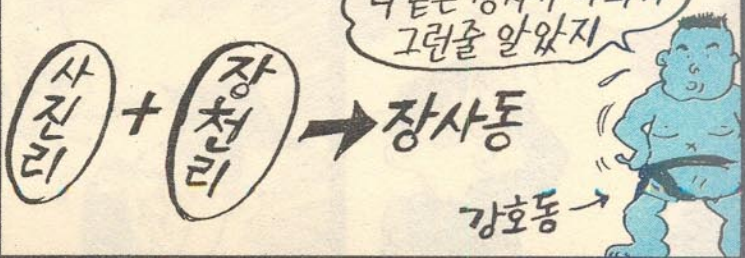 그런줄 알았지
사진리 + 장천리 → 장사동
강호동 →